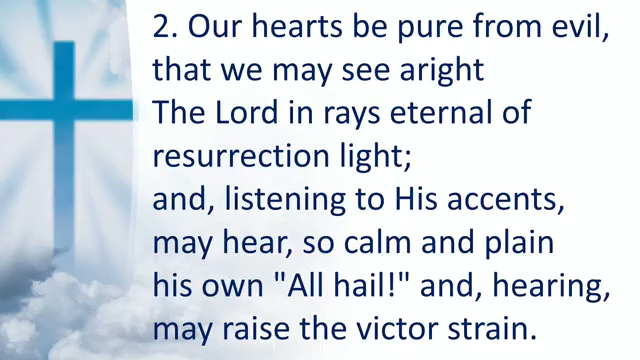 2. Our hearts be pure from evil,
that we may see aright
The Lord in rays eternal of
resurrection light;
and, listening to His accents,
may hear, so calm and plain
his own "All hail!" and, hearing,
may raise the victor strain.